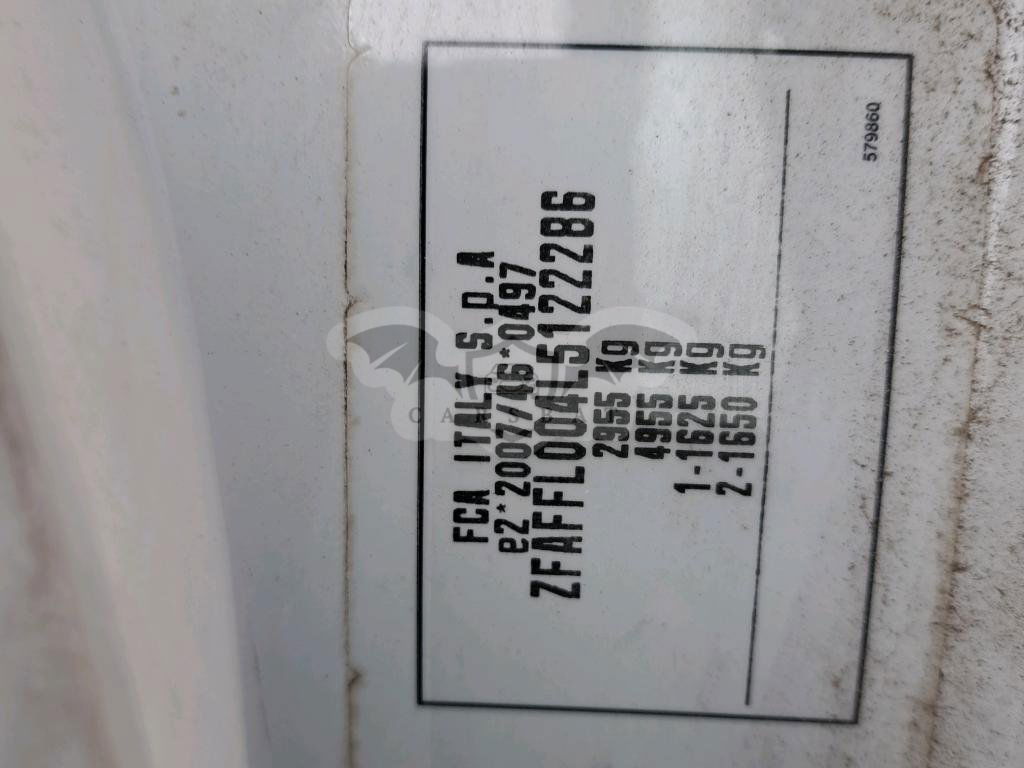 FCA ITALY S.p.A
e2*2007/46*0497
ZFAFFL004L5122286
2955 Kg
4955 Kg
1-1625 Kg
2-1650 Kg
579860